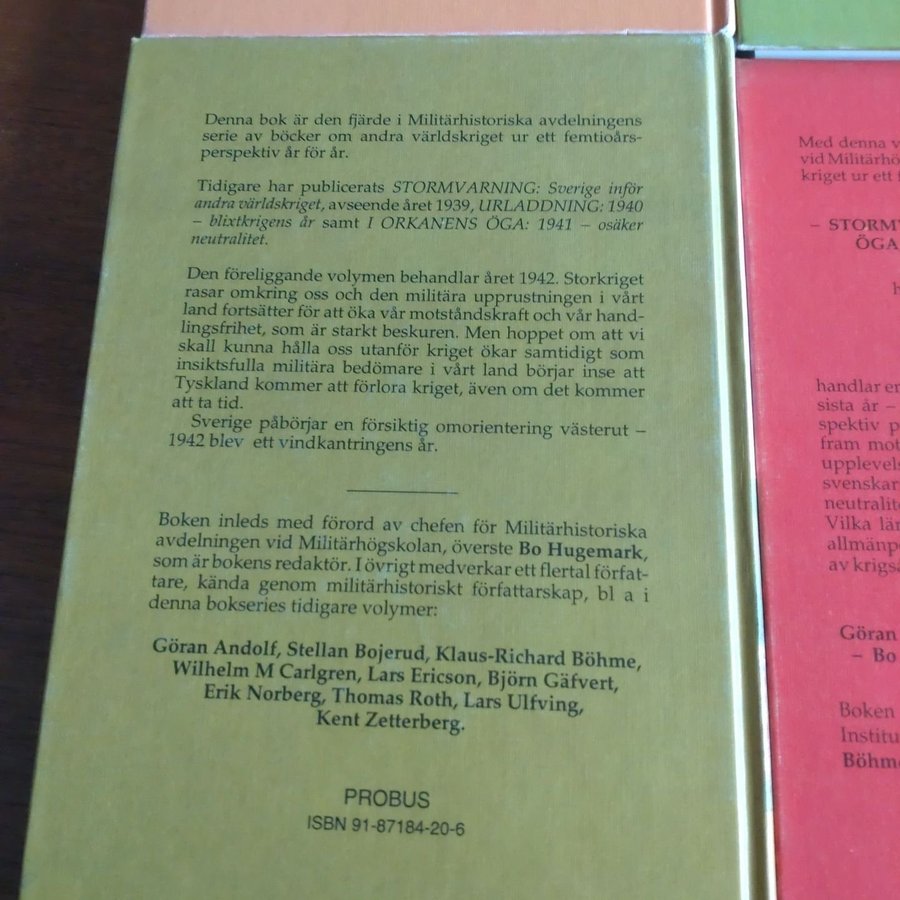 Denna bok är den fjärde i Militärhistoriska avdelningens
serie av böcker om andra världskriget ur ett femtioårs-
perspektiv år för år.
Tidigare har publicerats STORMVARNING: Sverige inför
andra världskriget, avseende året 1939, URLADDNING: 1940
– blixtkrigens år samt I ORKANENS ÖGA: 1941 – osäker
neutralitet.
Den föreliggande volymen behandlar året 1942. Storkriget
rasar omkring oss och den militära upprustningen i vårt
land fortsätter för att öka vår motståndskraft och vår hand-
lingsfrihet, som är starkt beskuren. Men hoppet om att vi
skall kunna hålla oss utanför kriget ökar samtidigt som
insiktsfulla militära bedömare i vårt land börjar inse att
Tyskland kommer att förlora kriget, även om det kommer
att ta tid.
Sverige påbörjar en försiktig omorientering västerut –
1942 blev ett vindkantringens år.
Boken inleds med förord av chefen för Militärhistoriska
avdelningen vid Militärhögskolan, överste Bo Hugemark,
som är bokens redaktör. I övrigt medverkar ett flertal förfat-
tare, kända genom militärhistoriskt författarskap, bl a i
denna bokseries tidigare volymer:
Göran Andolf, Stellan Bojerud, Klaus-Richard Böhme,
Wilhelm M Carlgren, Lars Ericson, Björn Gäfvert,
Erik Norberg, Thomas Roth, Lars Ulfving,
Kent Zetterberg.
PROBUS
ISBN 91-87184-20-6
Med denna v
vid Militärhö
kriget ur ett f
– STORMV
ÖGA
h
handlar en
sista år –
spektiv p
fram mot
upplevels
svenskar
neutralite
Vilka lär
allmänp
av krigsa
Göran
– Bo
Boken
Institu
Böhme